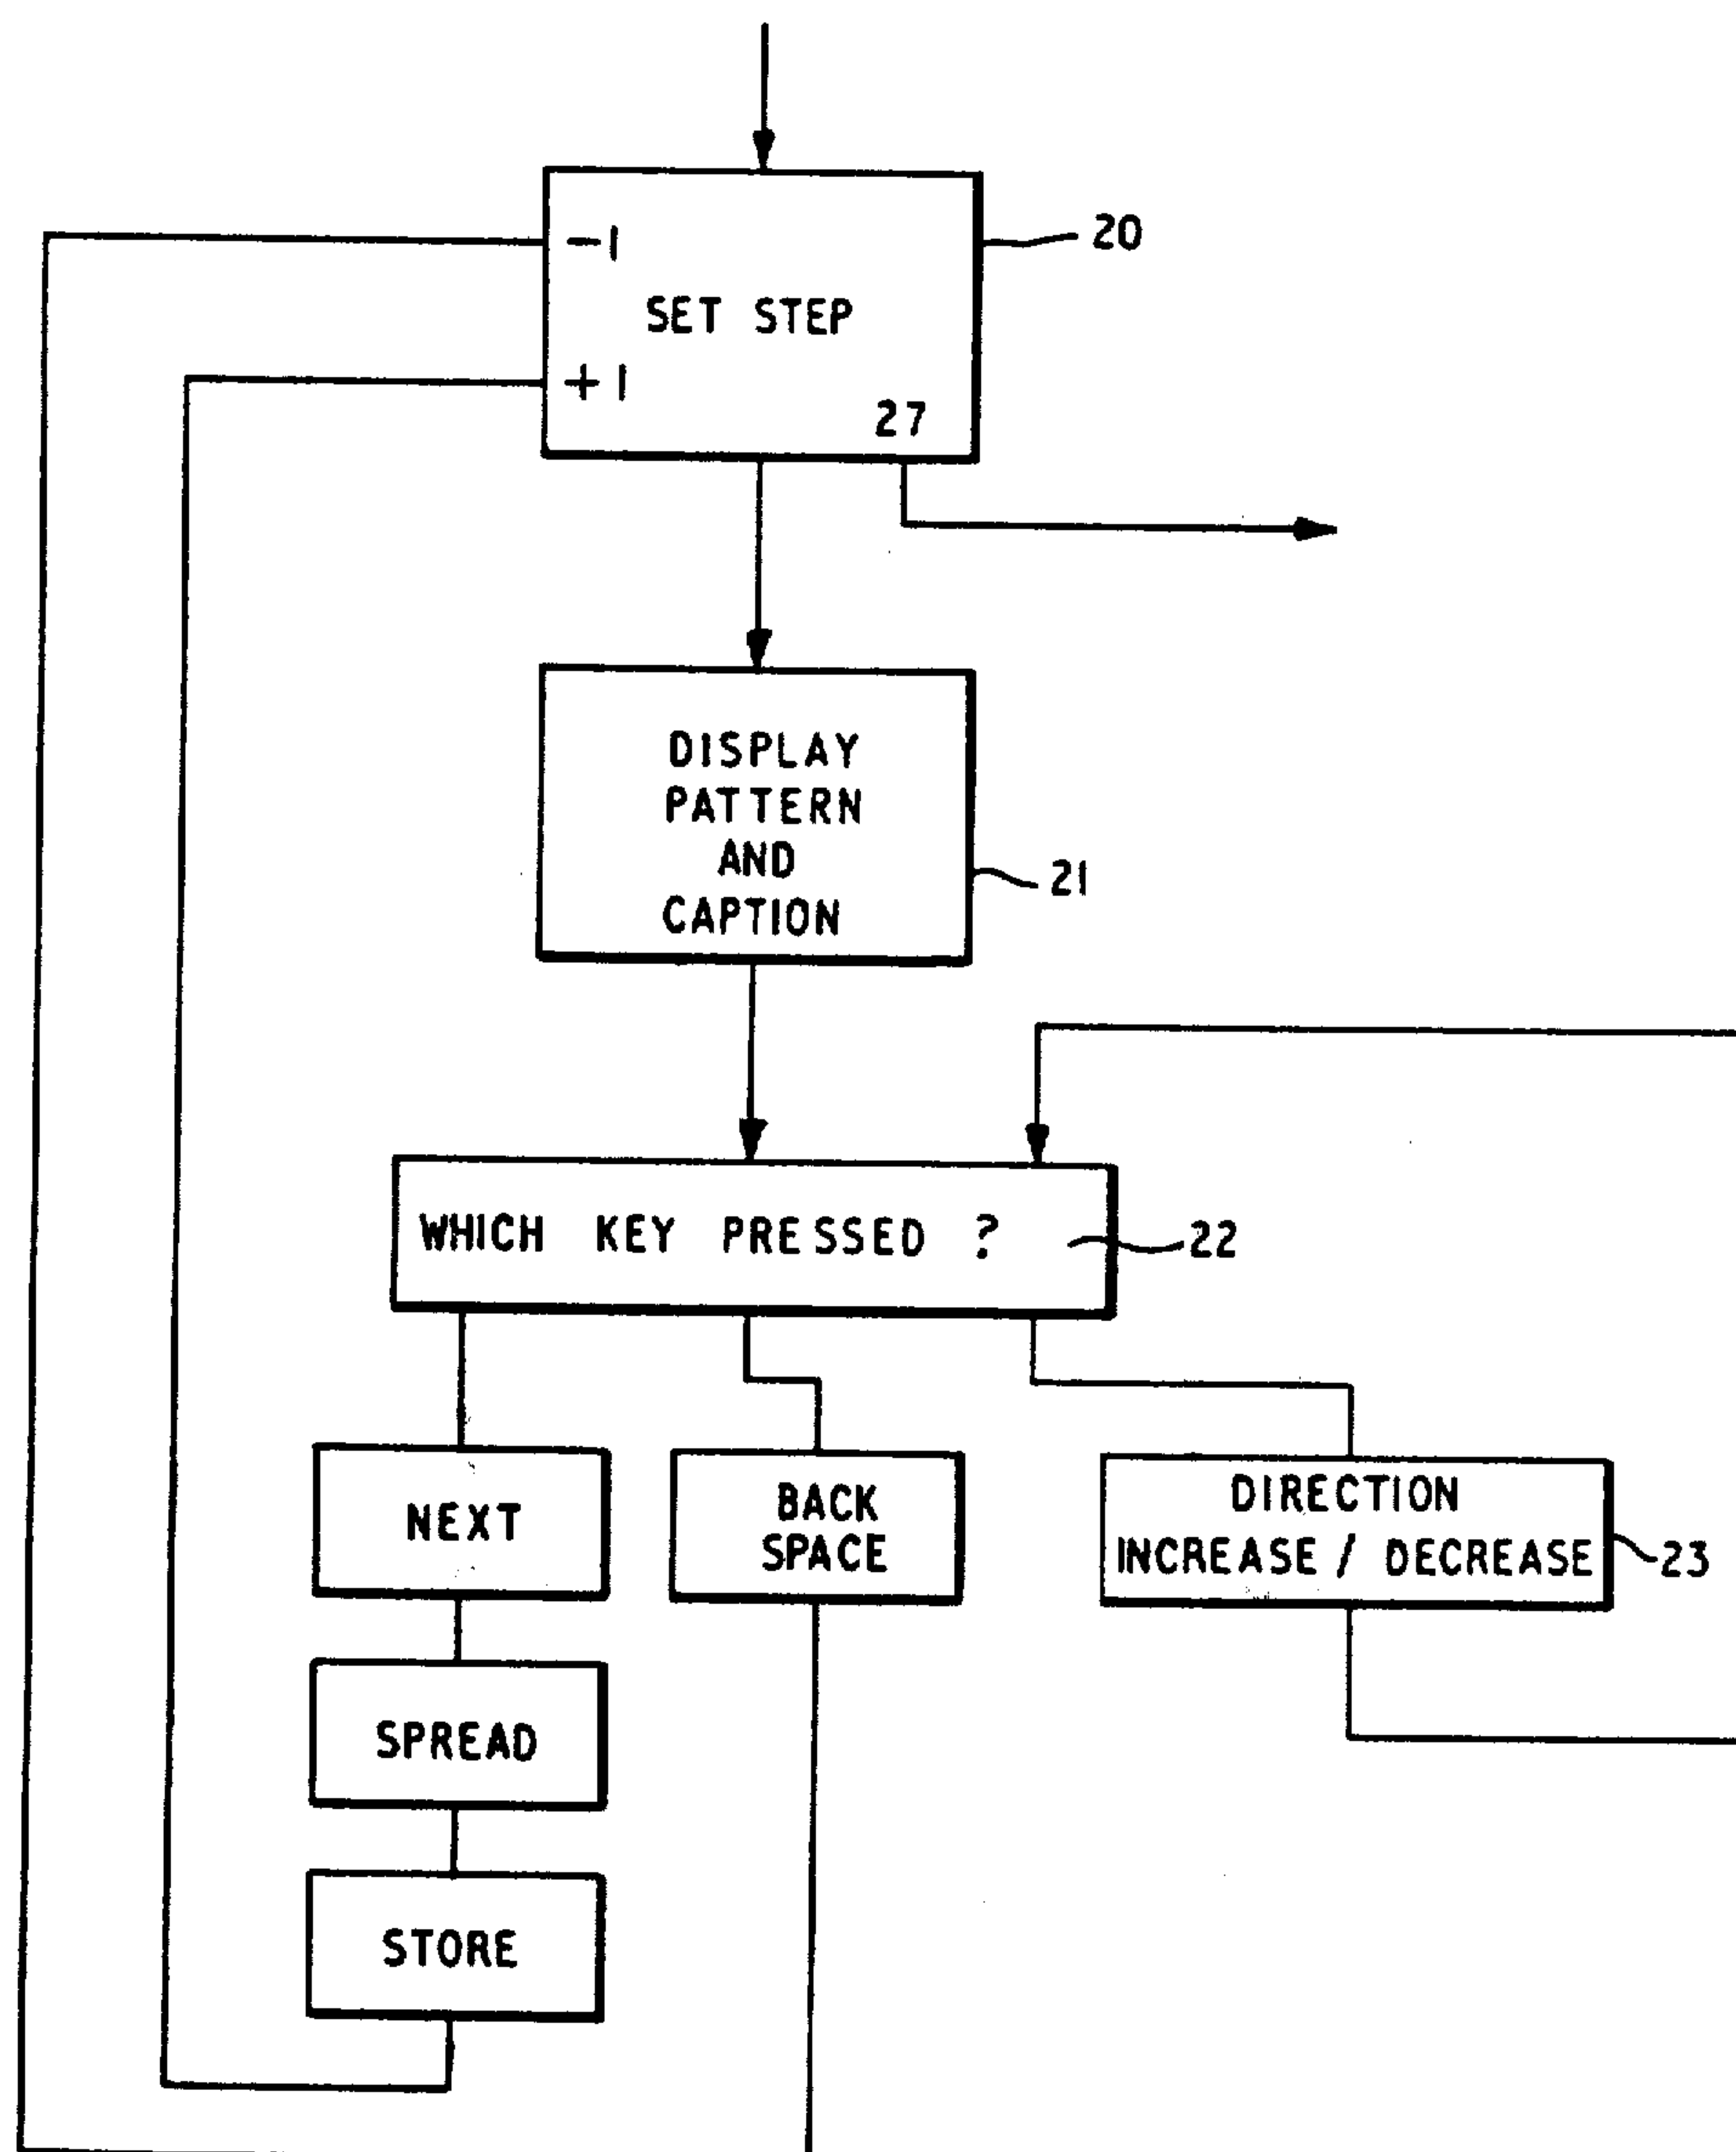 -1
20
SET STEP
+1
27
DISPLAY
PATTERN
AND
CAPTION
21
WHICH KEY PRESSED ?
22
NEXT
BACK
SPACE
DIRECTION
INCREASE / DECREASE
23
SPREAD
STORE